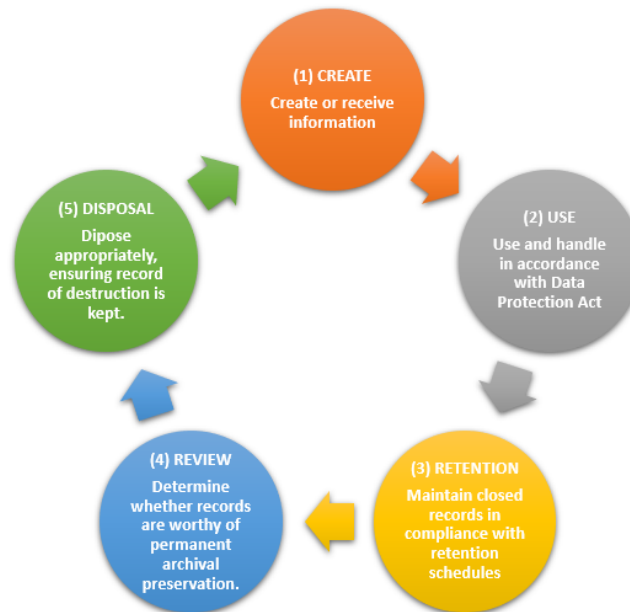 (1) CREATE
Create or receive
information
(2) USE
Use and handle
in accordance
with Data
Protection Act
(3) RETENTION
Maintain closed
records in
compliance with
retention
schedules
(4) REVIEW
Determine
whether records
are worthy of
permanent
archival
preservation.
(5) DISPOSAL
Dipose
appropriately,
ensuring record
of destruction is
kept.